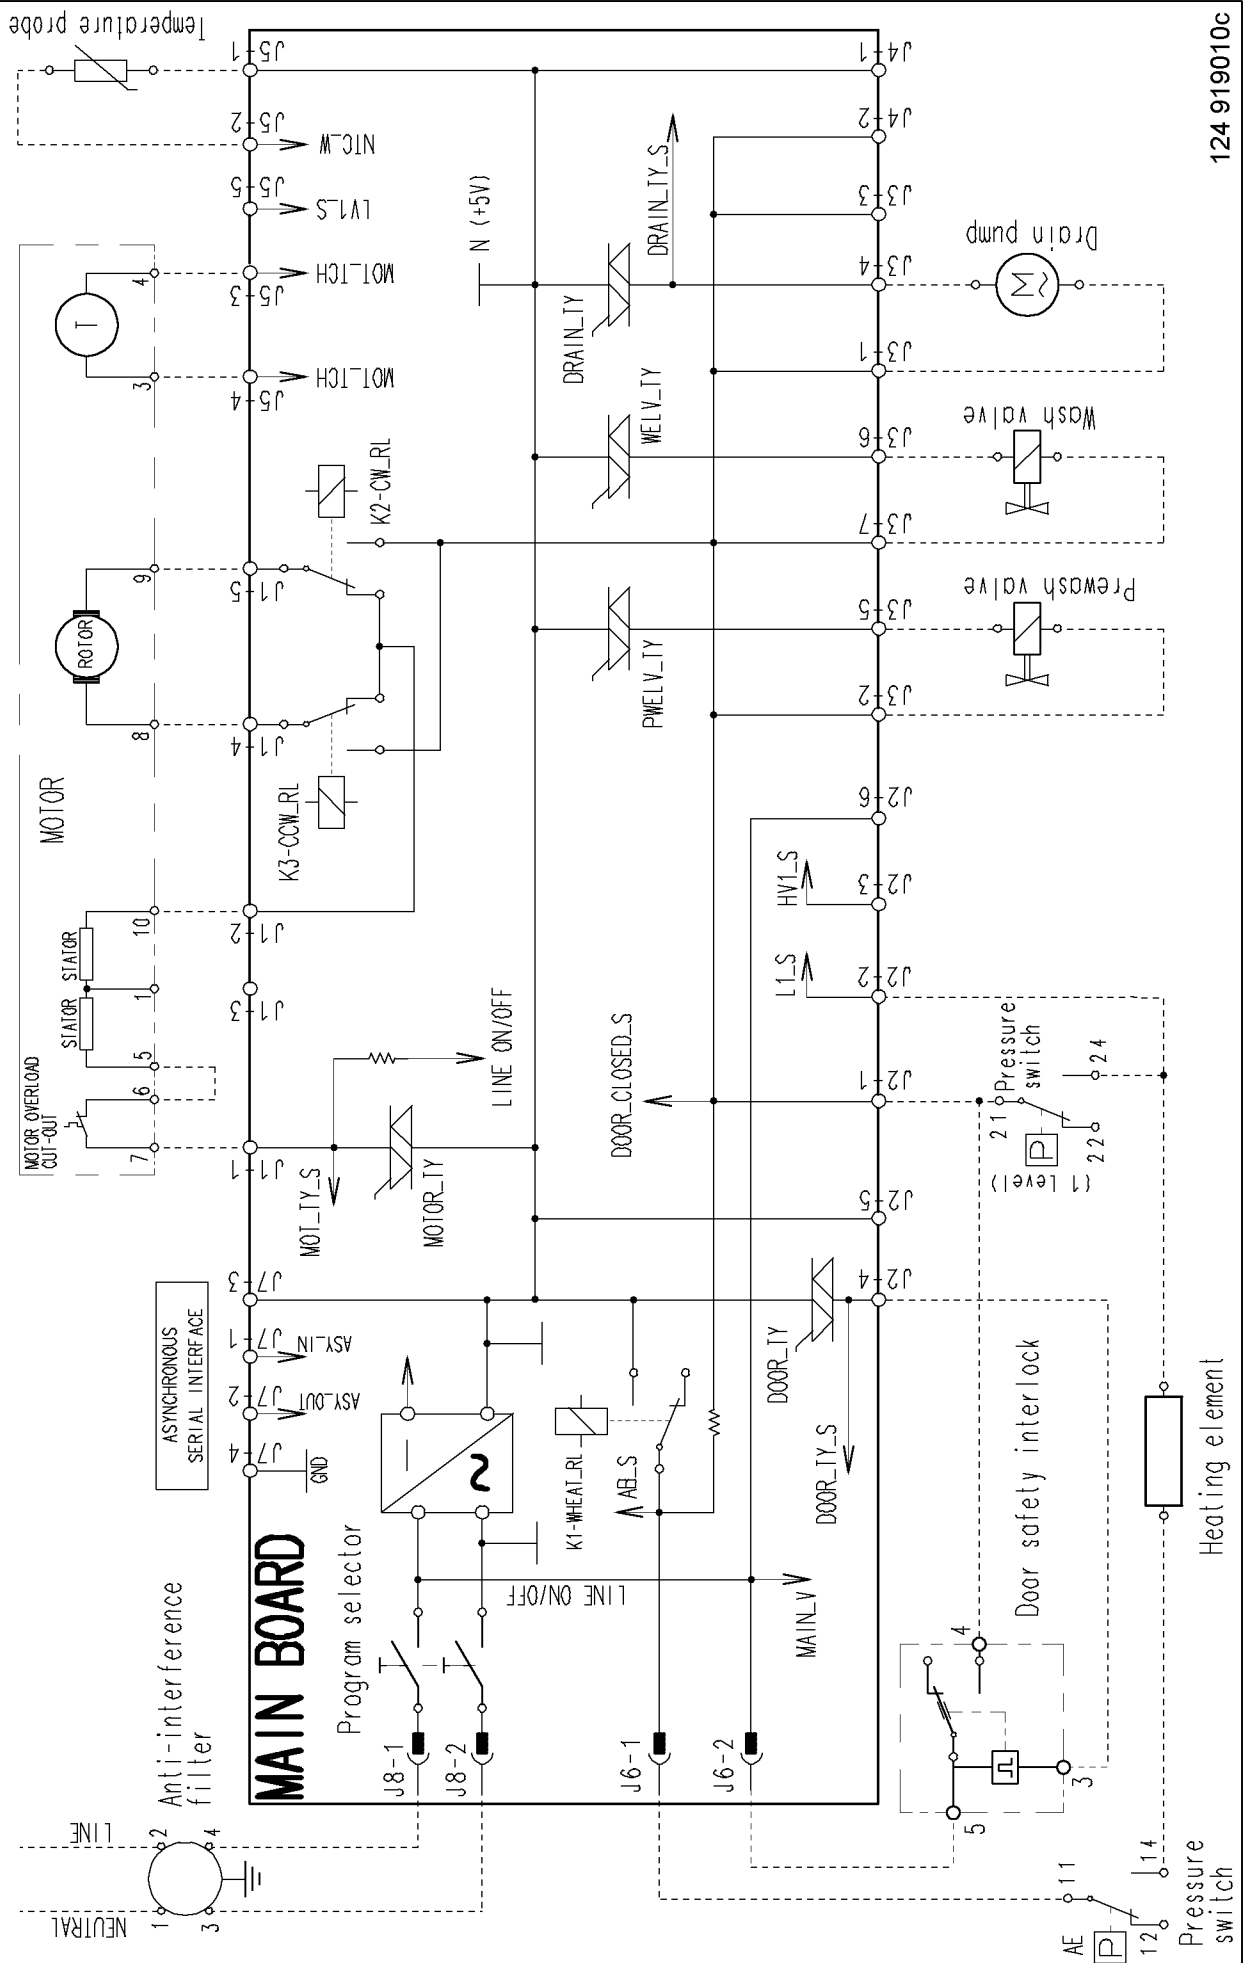 Temperature probe
J5-1
J5-2
NTC_W
J5-5
LV1_S
J5-3
MOT_TCH
J5-4
MOT_TCH
4
T
3
9
ROTOR
8
MOTOR
10
STATOR
1
STATOR
5
6
MOTOR OVERLOAD
CUT-OUT
7
J1-5
K2-CW_RL
J1-4
K3-CCW_RL
J1-2
J1-3
J1-1
MOT_TY_S
MOTOR_TY
LINE ON/OFF
N (+5V)
DRAIN_TY
DRAIN_TY_S
WELV_TY
PWELV_TY
J4-1
J4-2
J3-3
J3-4
Drain pump
M
J3-1
J3-6
Wash valve
J3-7
J3-5
Prewash valve
J3-2
J2-6
HV1_S
J2-3
L1_S
J2-2
DOOR_CLOSED_S
J2-1
21
Pressure
switch
24
22
P
(1 Level)
J2-5
J2-4
ASYNCHRONOUS
SERIAL INTERFACE
J7-3
J7-1
ASY_IN
J7-2
ASY_OUT
J7-4
GND
K1-WHEAT_RL
AB_S
DOOR_TY
DOOR_TY_S
MAIN BOARD
Program selector
LINE ON/OFF
MAIN_V
Anti-interference
filter
LINE
NEUTRAL
2
4
1
3
J8-1
J8-2
J6-1
J6-2
Door safety interlock
4
5
3
Heating element
11
14
12
AE
P
Pressure
switch
124 919010c